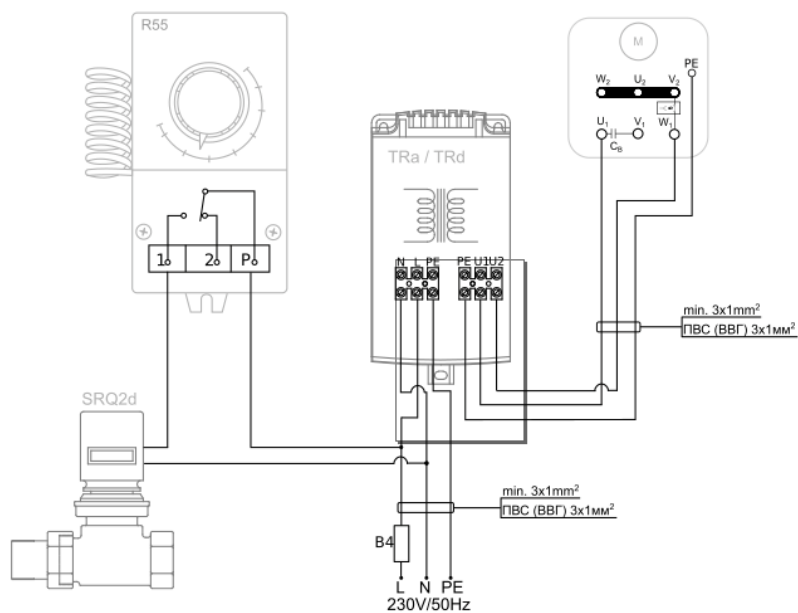 R55
1
2
P
SRQ2d
TRa / TRd
N L PE PE U1 U2
M
PE
W₂ U₂ V₂
U₁ V₁ W₁
C_B
min. 3x1mm²
ПВС (ВВГ) 3x1мм²
min. 3x1mm²
ПВС (ВВГ) 3x1мм²
B4
L N PE
230V/50Hz